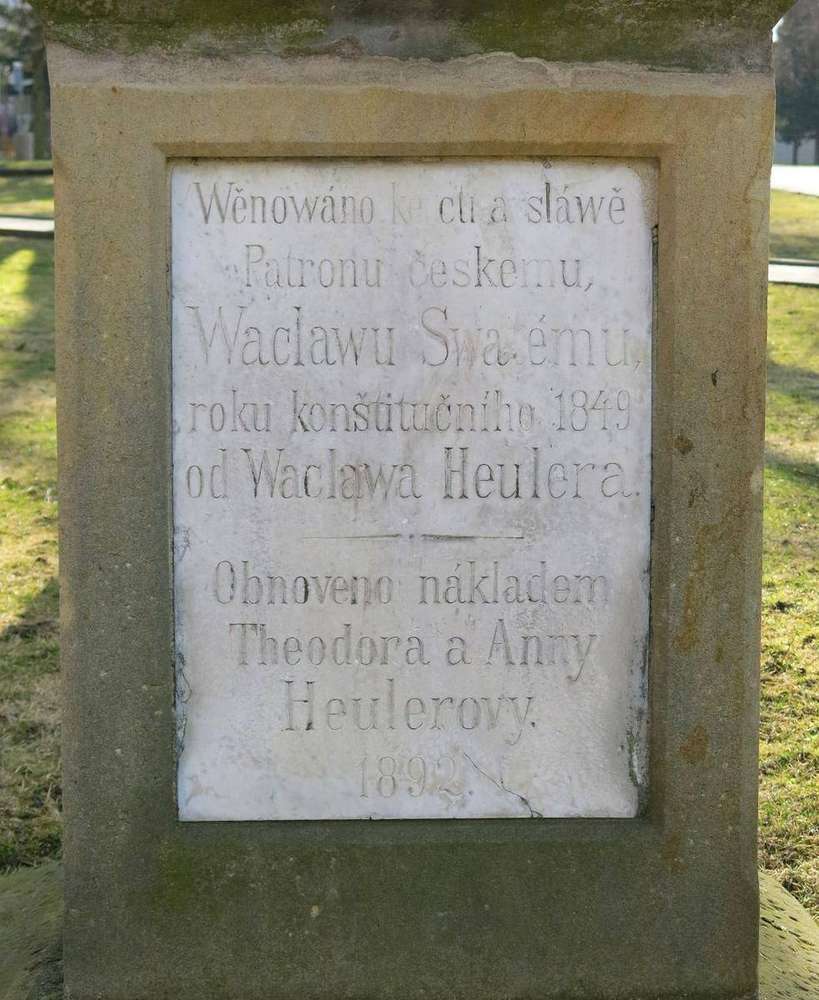 Wěnowáno ke cti a sláwě
Patronu českemu,
Waclawu Swatému,
roku konštitučního 1849
od Waclawa Heulera.
Obnoveno nákladem
Theodora a Anny
Heulerovy.
1892.